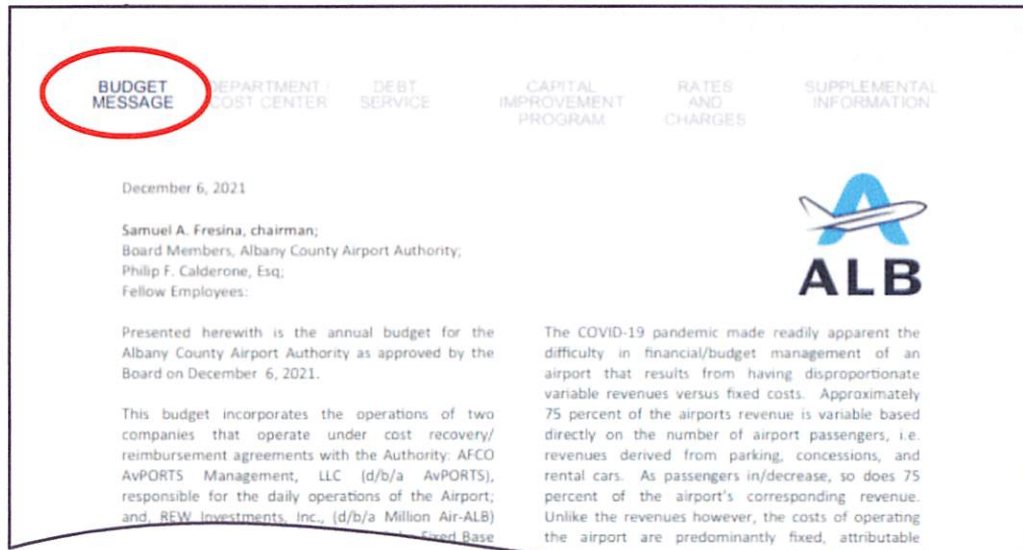 BUDGET
MESSAGE
DEPARTMENT /
COST CENTER
DEBT
SERVICE
CAPITAL
IMPROVEMENT
PROGRAM
RATES
AND
CHARGES
SUPPLEMENTAL
INFORMATION
December 6, 2021
Samuel A. Fresina, chairman;
Board Members, Albany County Airport Authority;
Philip F. Calderone, Esq;
Fellow Employees:
Presented herewith is the annual budget for the
Albany County Airport Authority as approved by the
Board on December 6, 2021.
This budget incorporates the operations of two
companies that operate under cost recovery/
reimbursement agreements with the Authority: AFCO
AvPORTS Management, LLC (d/b/a AvPORTS),
responsible for the daily operations of the Airport;
and, REW Investments, Inc., (d/b/a Million Air-ALB)
Fixed Base
ALB
The COVID-19 pandemic made readily apparent the
difficulty in financial/budget management of an
airport that results from having disproportionate
variable revenues versus fixed costs. Approximately
75 percent of the airports revenue is variable based
directly on the number of airport passengers, i.e.
revenues derived from parking, concessions, and
rental cars. As passengers in/decrease, so does 75
percent of the airport's corresponding revenue.
Unlike the revenues however, the costs of operating
the airport are predominantly fixed, attributable